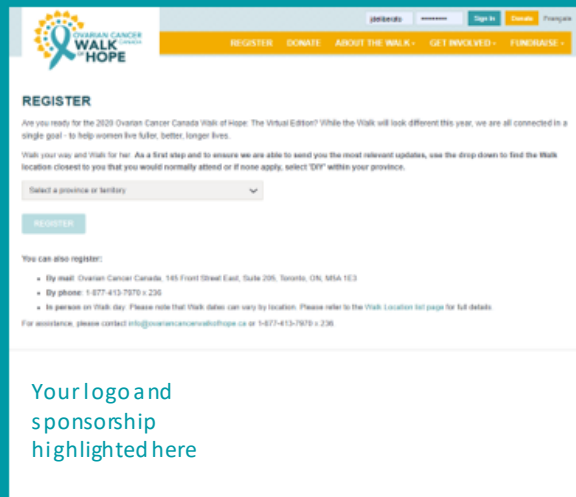 jdeliberato ········ Sign In Donate Français
OVARIAN CANCER
CANADA
WALK
OF HOPE
REGISTER DONATE ABOUT THE WALK GET INVOLVED FUNDRAISE
REGISTER
Are you ready for the 2020 Ovarian Cancer Canada Walk of Hope: The Virtual Edition? While the Walk will look different this year, we are all connected in a
single goal - to help women live fuller, better, longer lives.
Walk your way and Walk for her. As a first step and to ensure we are able to send you the most relevant updates, use the drop down to find the Walk
location closest to you that you would normally attend or if none apply, select 'DIY' within your province.
Select a province or territory
REGISTER
You can also register:
• By mail: Ovarian Cancer Canada, 145 Front Street East, Suite 205, Toronto, ON, M5A 1E3
• By phone: 1-877-413-7970 x 236
• In person on Walk day. Please note that Walk dates can vary by location. Please refer to the Walk Location list page for full details.
For assistance, please contact info@ovariancancerwalkofhope.ca or 1-877-413-7970 x 236
Your logo and
sponsorship
highlighted here